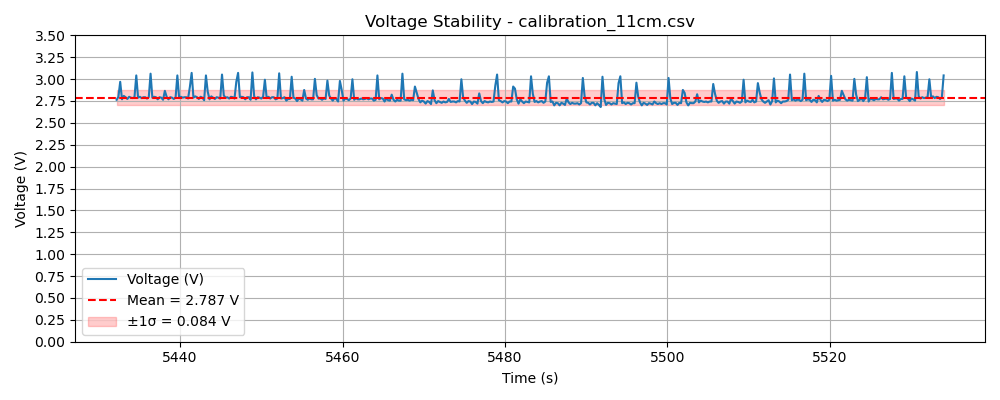 Voltage Stability - calibration_11cm.csv
3.50
3.25
3.00
2.75
2.50
2.25
2.00
1.75
1.50
1.25
1.00
0.75
0.50
0.25
0.00
Voltage (V)
Voltage (V)
Mean = 2.787 V
±1σ = 0.084 V
5440 5460 5480 5500 5520
Time (s)